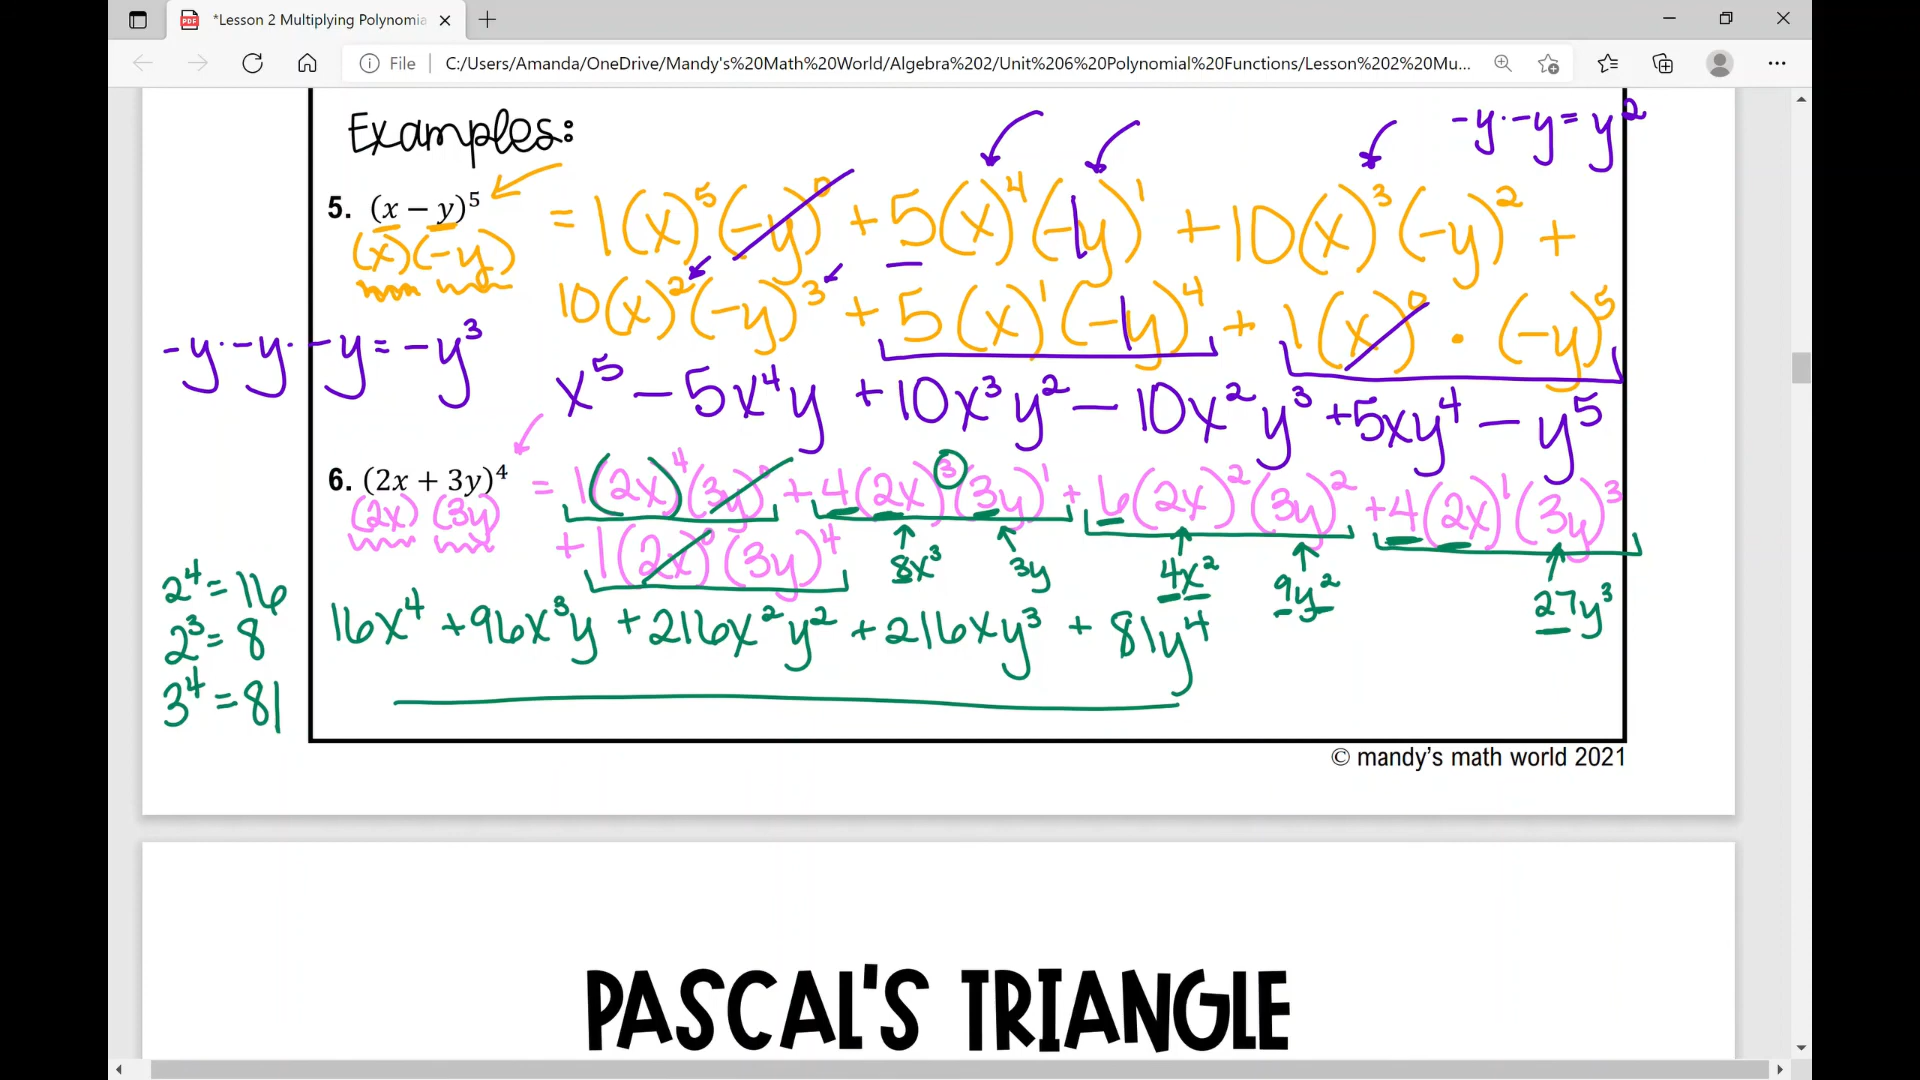 *Lesson 2 Multiplying Polynomia
File C:/Users/Amanda/OneDrive/Mandy's%20Math%20World/Algebra%202/Unit%206%20Polynomial%20Functions/Lesson%202%20Mu...
Examples:
-y·-y = y²
5. (x − y)⁵ = 1(x)⁵(-y)⁰ + 5(x)⁴(-y)¹ + 10(x)³(-y)² +
(x)(-y)
10(x)²(-y)³ + 5(x)¹(-y)⁴ + 1(x)⁰ · (-y)⁵
-y·-y·-y = -y³
x⁵ - 5x⁴y + 10x³y² - 10x²y³ + 5xy⁴ - y⁵
6. (2x + 3y)⁴ = 1(2x)⁴(3y)⁰ + 4(2x)³(3y)¹ + 6(2x)²(3y)² + 4(2x)¹(3y)³
(2x) (3y)
+ 1(2x)⁰(3y)⁴
8x³ 3y 4x² 9y² 27y³
2⁴ = 16
2³ = 8
3⁴ = 81
16x⁴ + 96x³y + 216x²y² + 216xy³ + 81y⁴
© mandy's math world 2021
PASCAL'S TRIANGLE